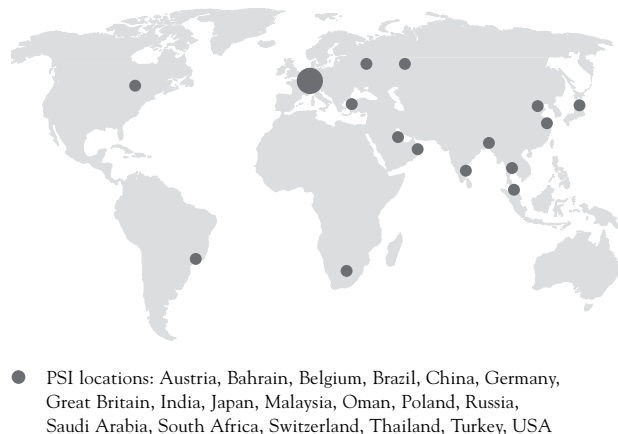 PSI locations: Austria, Bahrain, Belgium, Brazil, China, Germany,
Great Britain, India, Japan, Malaysia, Oman, Poland, Russia,
Saudi Arabia, South Africa, Switzerland, Thailand, Turkey, USA